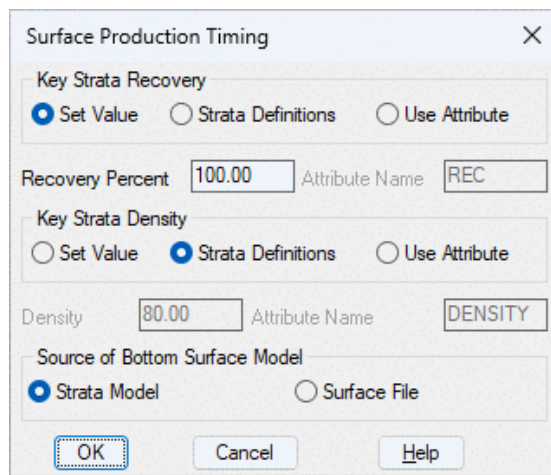 Surface Production Timing
Key Strata Recovery
Set Value Strata Definitions Use Attribute
Recovery Percent 100.00 Attribute Name REC
Key Strata Density
Set Value Strata Definitions Use Attribute
Density 80.00 Attribute Name DENSITY
Source of Bottom Surface Model
Strata Model Surface File
OK Cancel Help